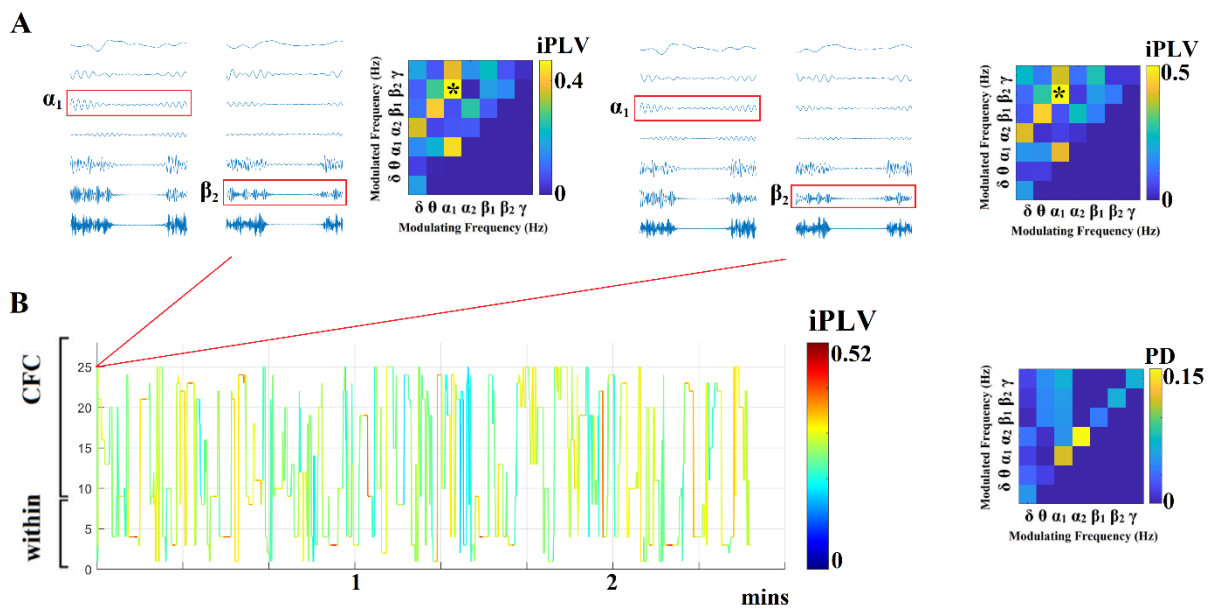 A
α1
β2
iPLV
0.4
0
Modulated Frequency (Hz)
δ θ α1 α2 β1 β2 γ
δ θ α1 α2 β1 β2 γ
Modulating Frequency (Hz)
α1
β2
iPLV
0.5
0
Modulated Frequency (Hz)
δ θ α1 α2 β1 β2 γ
δ θ α1 α2 β1 β2 γ
Modulating Frequency (Hz)
*
*
B
CFC
within
25
20
15
10
5
0
1
2
mins
iPLV
0.52
0
PD
0.15
0
Modulated Frequency (Hz)
δ θ α1 α2 β1 β2 γ
δ θ α1 α2 β1 β2 γ
Modulating Frequency (Hz)